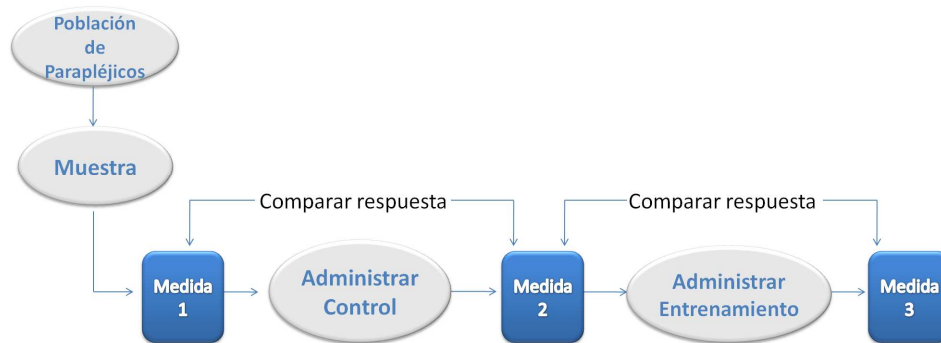 Población
de
Parapléjicos
Muestra
Comparar respuesta
Comparar respuesta
Medida
1
Administrar
Control
Medida
2
Administrar
Entrenamiento
Medida
3